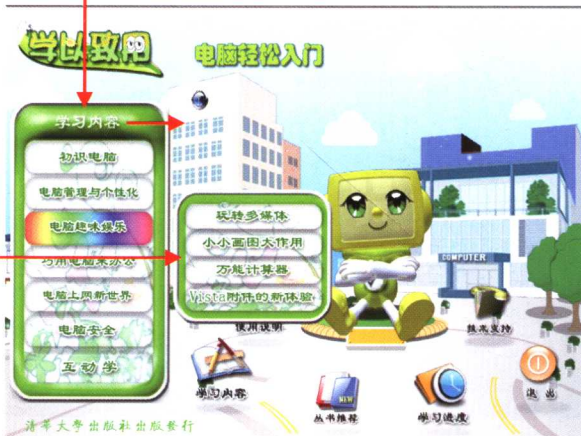 学以致用
电脑轻松入门
学习内容
初识电脑
电脑管理与个性化
电脑趣味娱乐
巧用电脑来办公
电脑上网新世界
电脑安全
互动学
玩转多媒体
小小画图大作用
万能计算器
Vista附件的新体验
COMPUTER
使用说明
技术支持
学习内容
NEW
丛书推荐
学习进度
退出
清华大学出版社出版发行